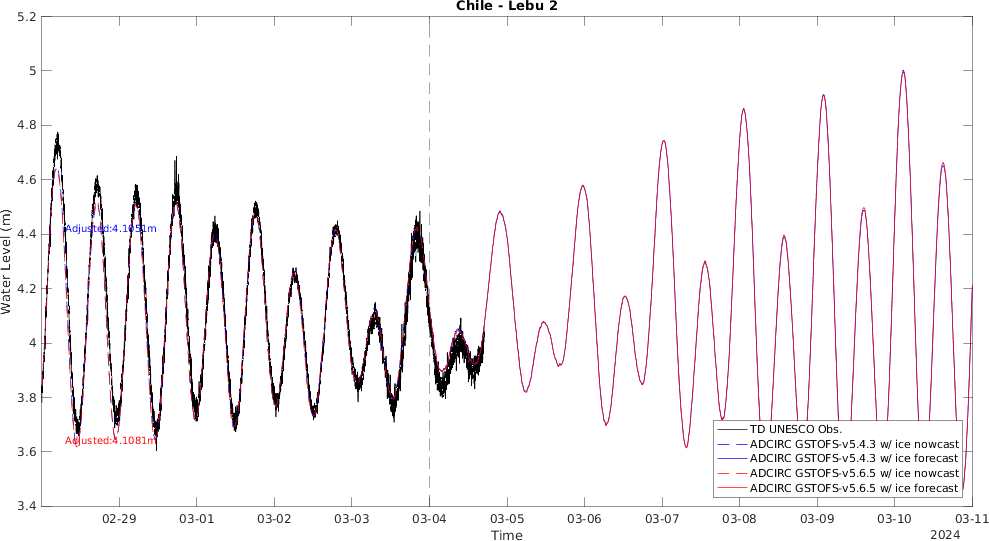 Chile - Lebu 2
5.2
5
4.8
4.6
4.4
4.2
4
3.8
3.6
3.4
Water Level (m)
Adjusted:4.1051m
Adjusted:4.1081m
TD UNESCO Obs.
ADCIRC GSTOFS-v5.4.3 w/ ice nowcast
ADCIRC GSTOFS-v5.4.3 w/ ice forecast
ADCIRC GSTOFS-v5.6.5 w/ ice nowcast
ADCIRC GSTOFS-v5.6.5 w/ ice forecast
02-29 03-01 03-02 03-03 03-04 03-05 03-06 03-07 03-08 03-09 03-10 03-11
Time
2024